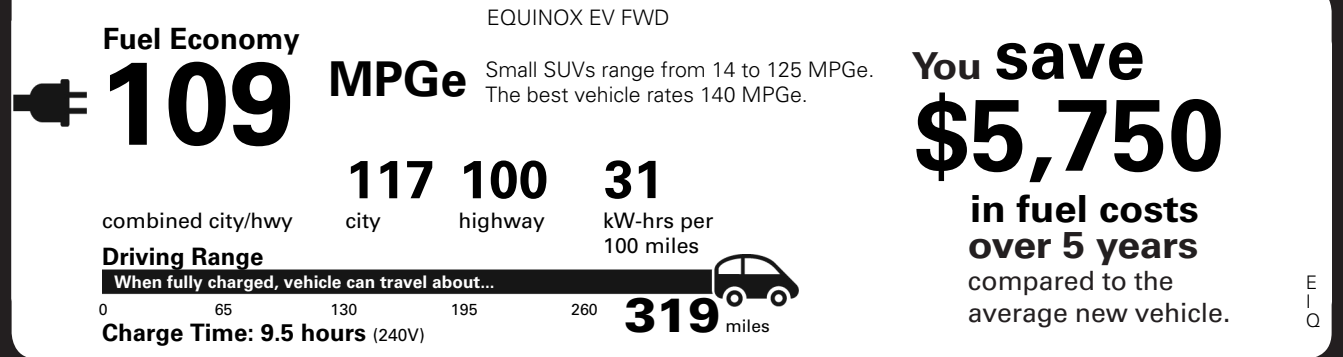 EQUINOX EV FWD
Fuel Economy
109 MPGe
Small SUVs range from 14 to 125 MPGe.
The best vehicle rates 140 MPGe.
117 100 31
combined city/hwy city highway kW-hrs per
100 miles
Driving Range
When fully charged, vehicle can travel about...
0 65 130 195 260 319 miles
Charge Time: 9.5 hours (240V)
You save
$5,750
in fuel costs
over 5 years
compared to the
average new vehicle.
E
I
Q